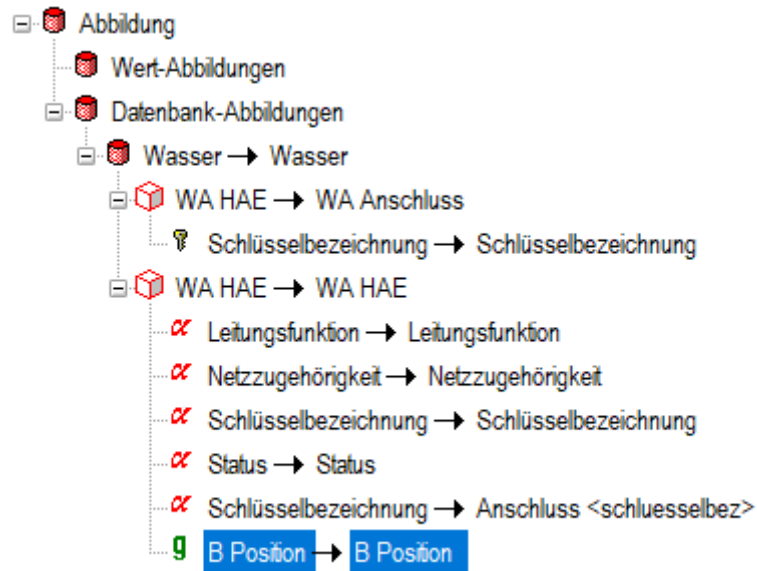 Abbildung
Wert-Abbildungen
Datenbank-Abbildungen
Wasser → Wasser
WA HAE → WA Anschluss
Schlüsselbezeichnung → Schlüsselbezeichnung
WA HAE → WA HAE
α Leitungsfunktion → Leitungsfunktion
α Netzzugehörigkeit → Netzzugehörigkeit
α Schlüsselbezeichnung → Schlüsselbezeichnung
α Status → Status
α Schlüsselbezeichnung → Anschluss <schluesselbez>
g B Position → B Position